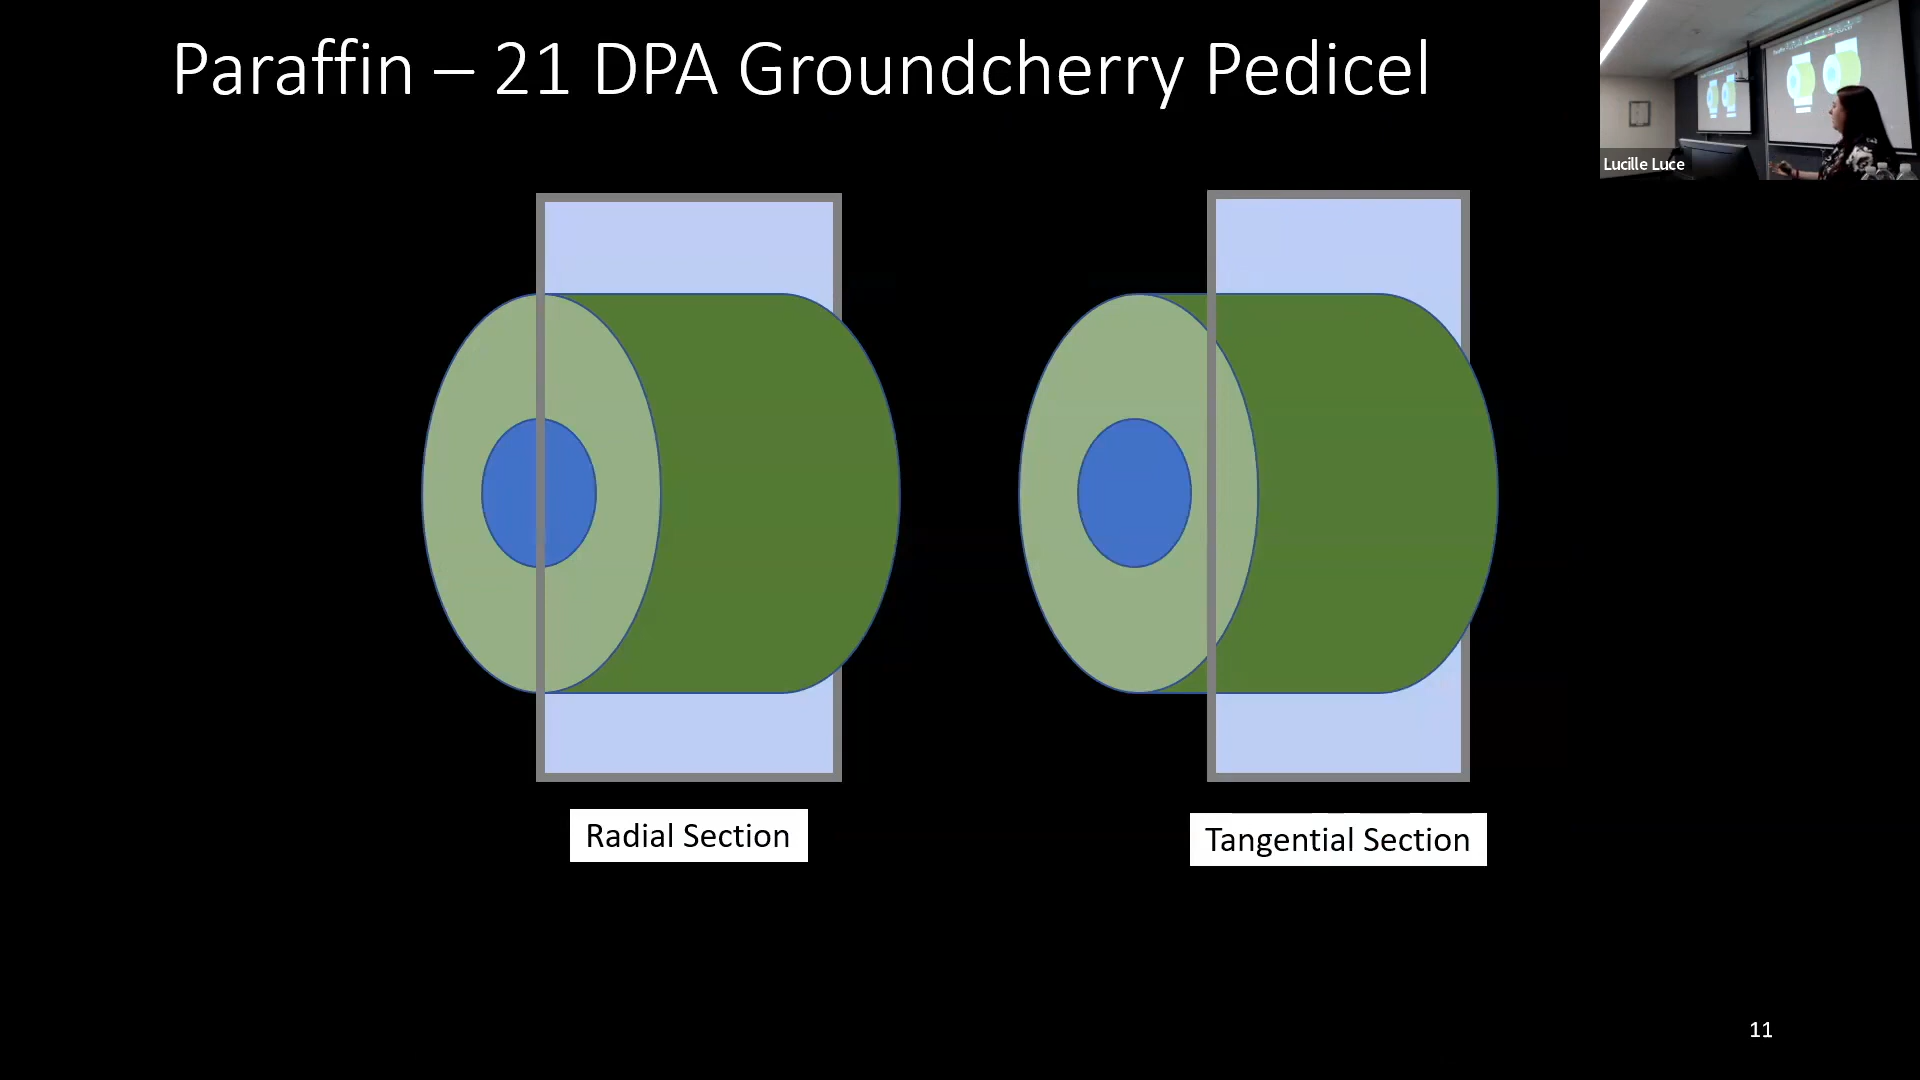 Paraffin – 21 DPA Groundcherry Pedicel
Lucille Luce
Radial Section
Tangential Section
11